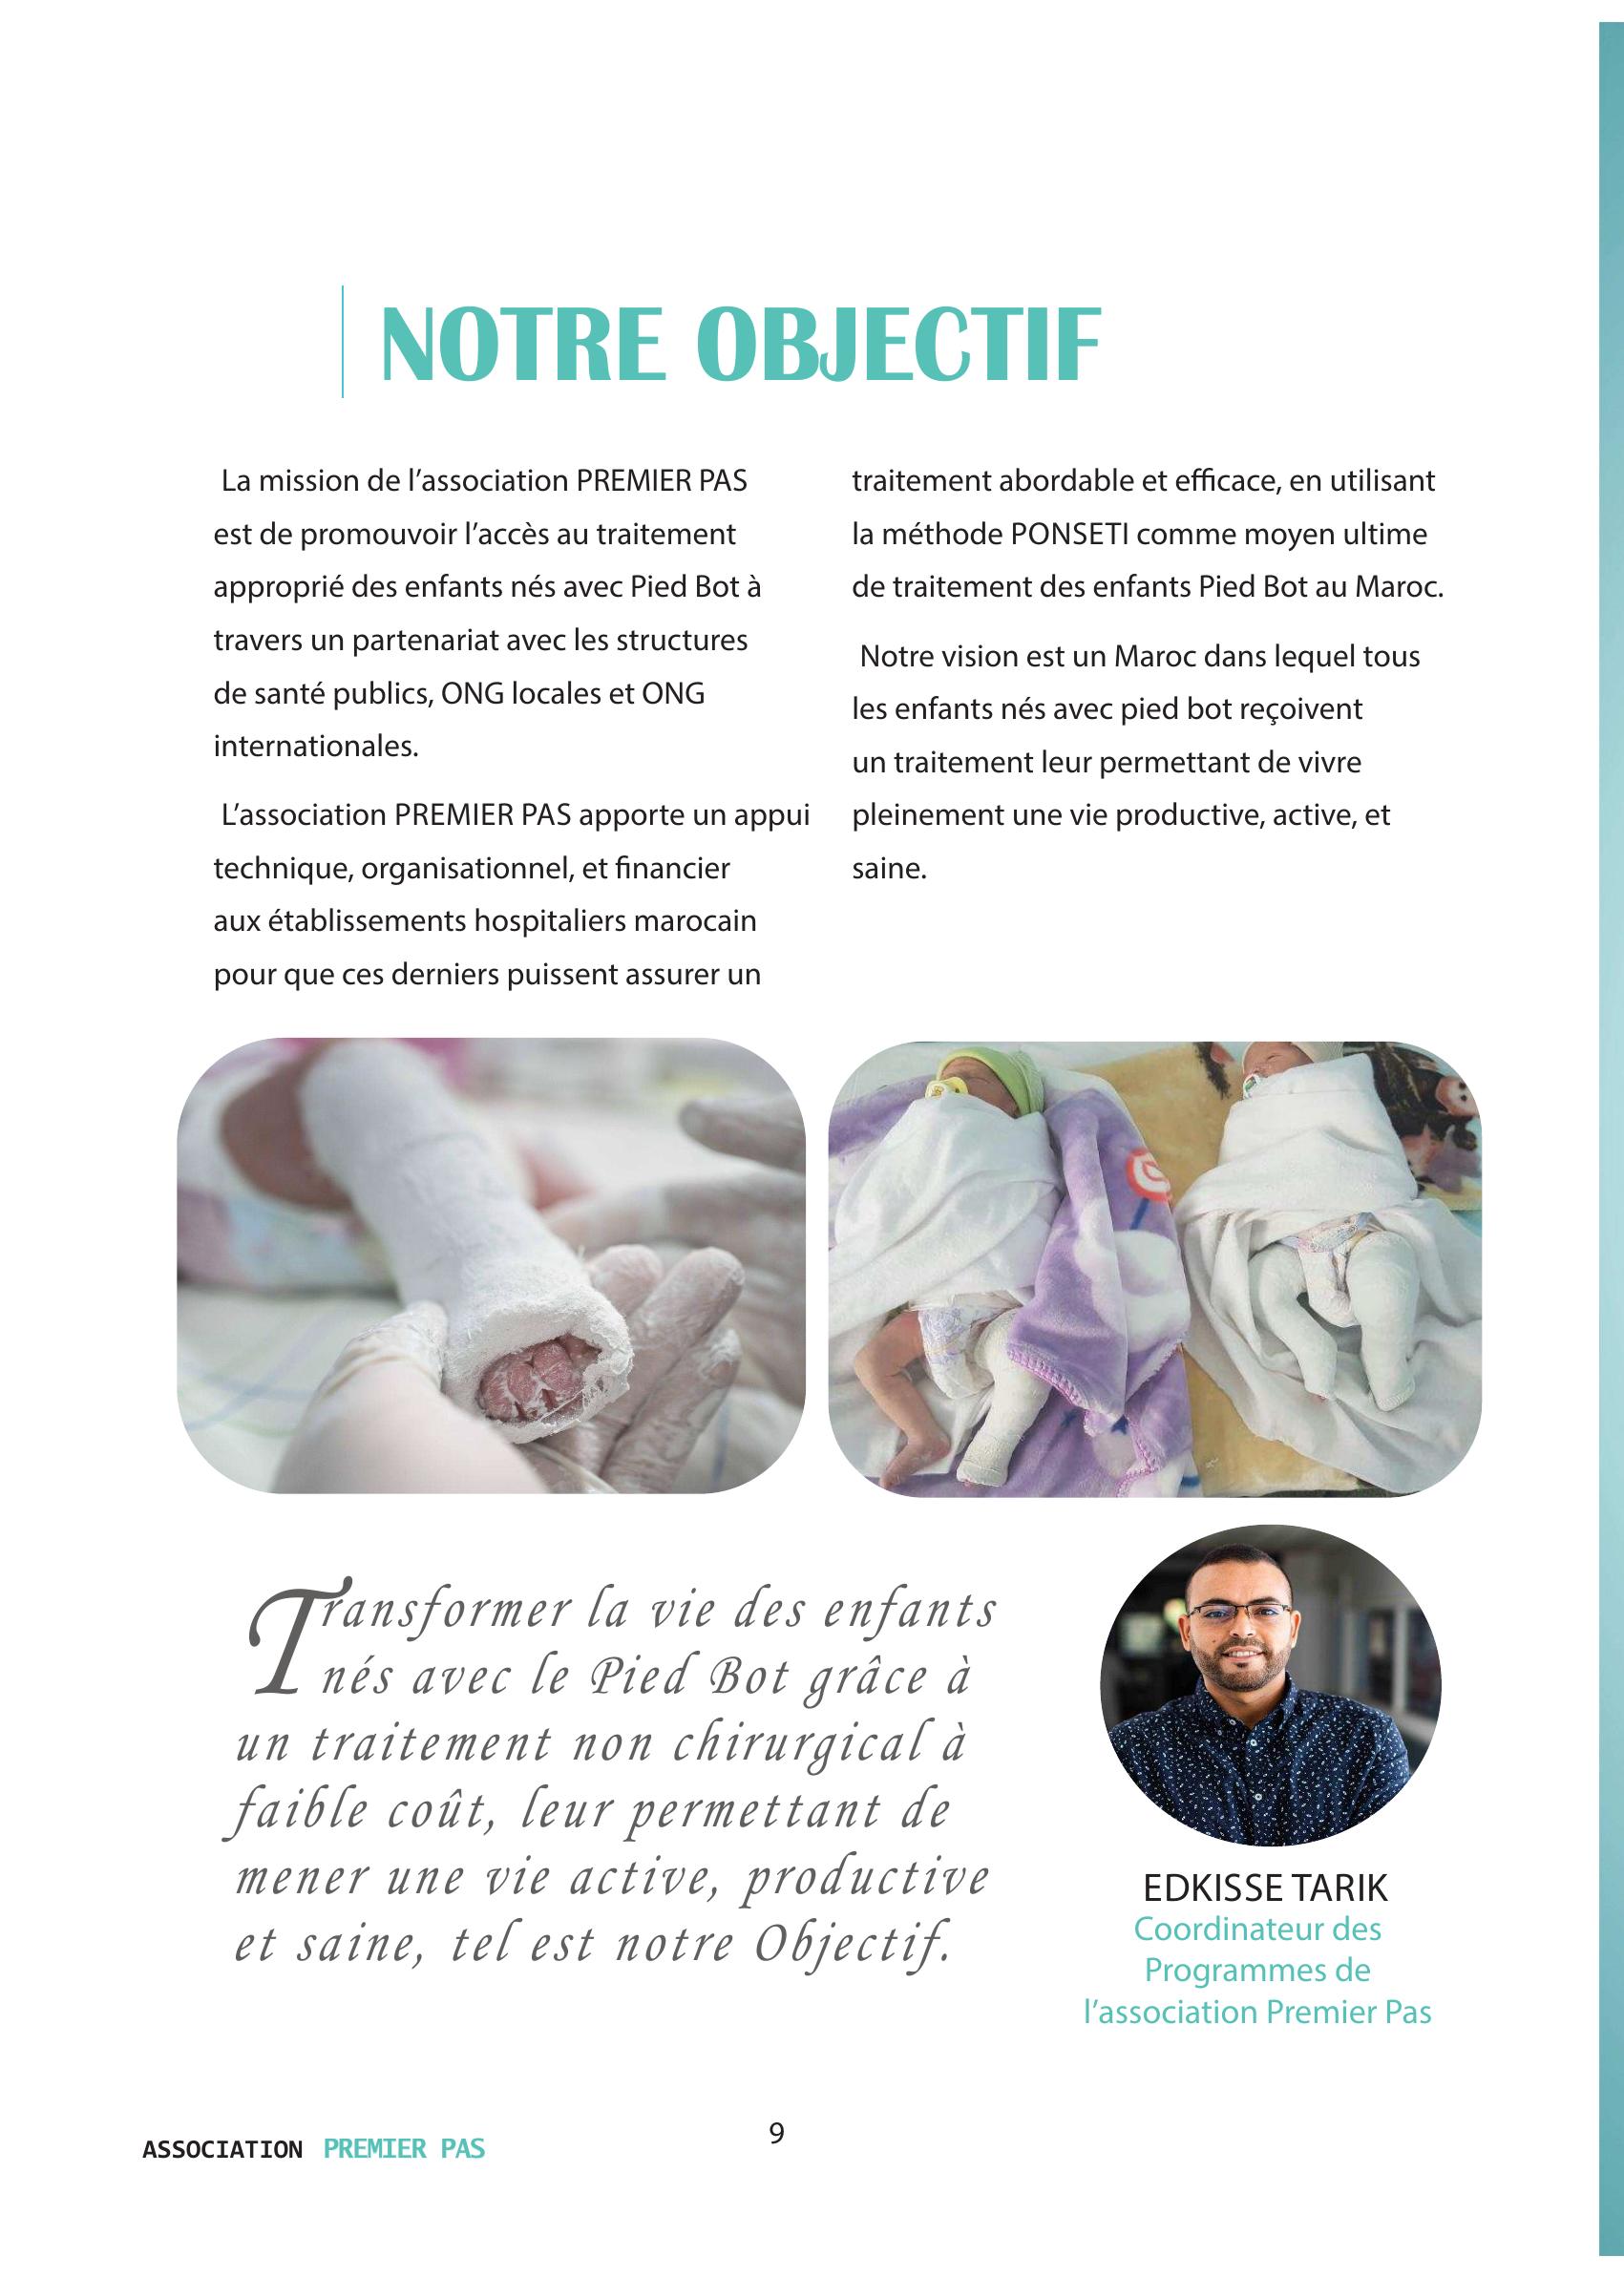 NOTRE OBJECTIF
La mission de l’association PREMIER PAS
est de promouvoir l’accès au traitement
approprié des enfants nés avec Pied Bot à
travers un partenariat avec les structures
de santé publics, ONG locales et ONG
internationales.
L’association PREMIER PAS apporte un appui
technique, organisationnel, et financier
aux établissements hospitaliers marocain
pour que ces derniers puissent assurer un
traitement abordable et efficace, en utilisant
la méthode PONSETI comme moyen ultime
de traitement des enfants Pied Bot au Maroc.
Notre vision est un Maroc dans lequel tous
les enfants nés avec pied bot reçoivent
un traitement leur permettant de vivre
pleinement une vie productive, active, et
saine.
Transformer la vie des enfants
nés avec le Pied Bot grâce à
un traitement non chirurgical à
faible coût, leur permettant de
mener une vie active, productive
et saine, tel est notre Objectif.
EDKISSE TARIK
Coordinateur des
Programmes de
l’association Premier Pas
ASSOCIATION PREMIER PAS
9